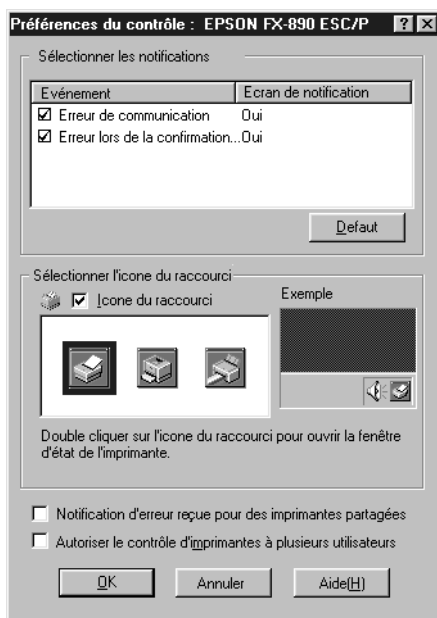 Préférences du contrôle : EPSON FX-890 ESC/P
Sélectionner les notifications
Evénement Ecran de notification
Erreur de communication Oui
Erreur lors de la confirmation...Oui
Defaut
Sélectionner l'icone du raccourci
Icone du raccourci
Exemple
Double cliquer sur l'icone du raccourci pour ouvrir la fenêtre
d'état de l'imprimante.
Notification d'erreur reçue pour des imprimantes partagées
Autoriser le contrôle d'imprimantes à plusieurs utilisateurs
OK Annuler Aide(H)